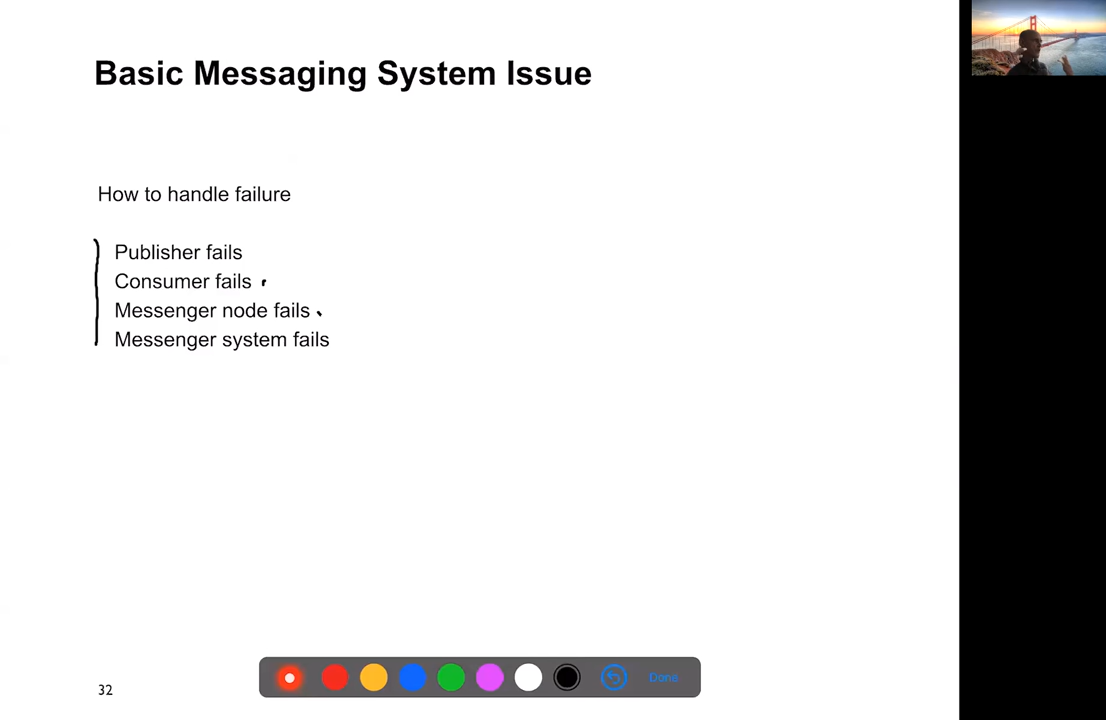 Basic Messaging System Issue
How to handle failure
Publisher fails
Consumer fails
Messenger node fails
Messenger system fails
32
Done